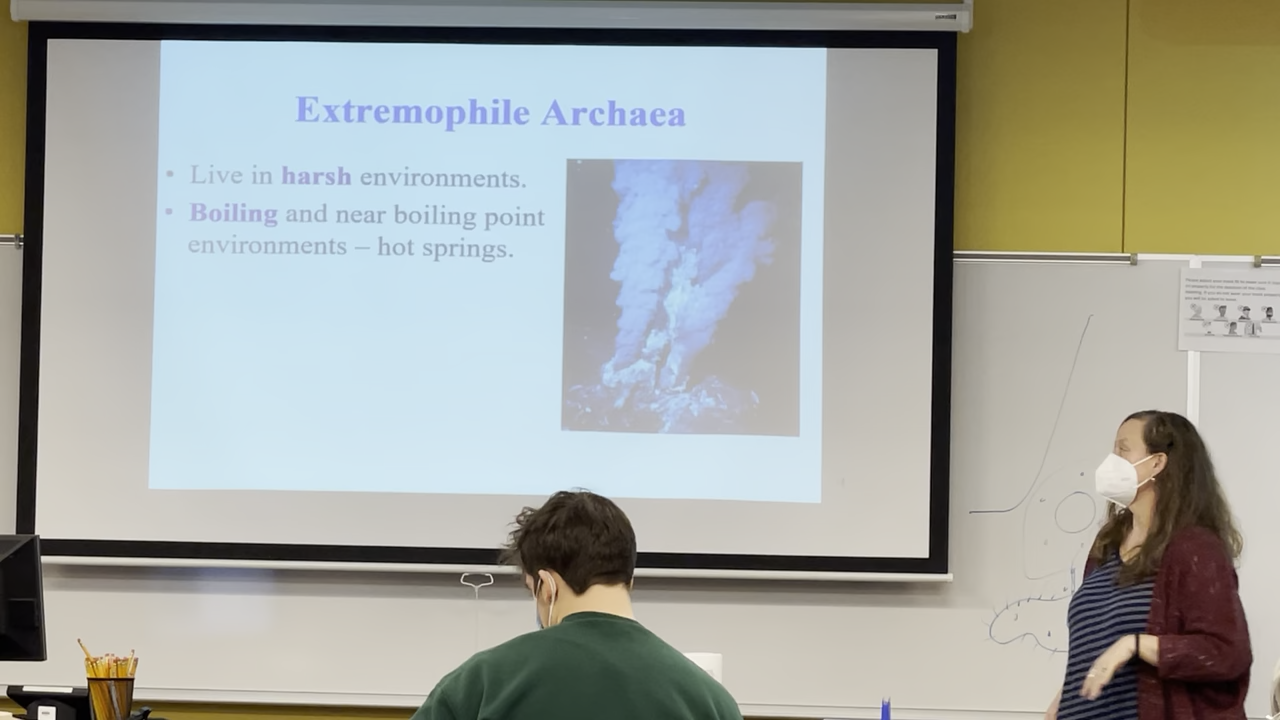 Extremophile Archaea
• Live in harsh environments.
• Boiling and near boiling point
environments – hot springs.